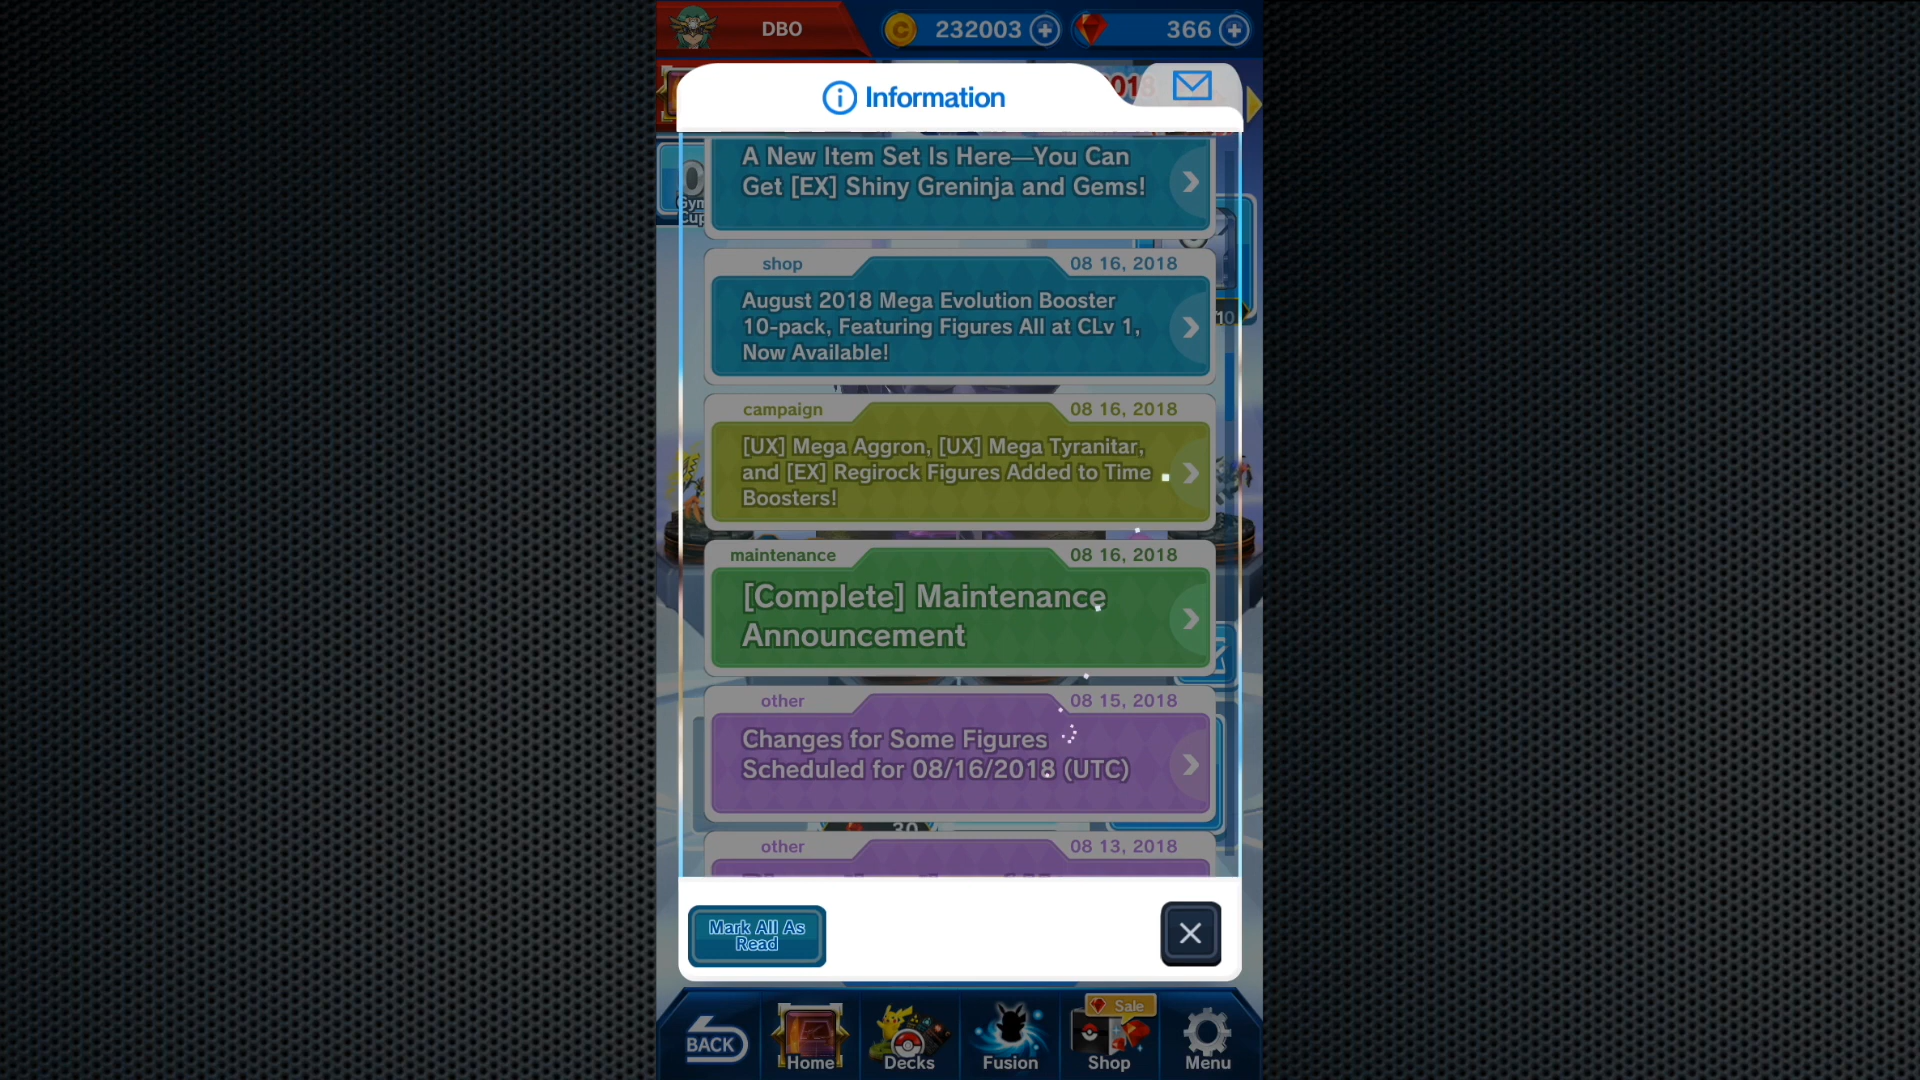 DBO
232003
366
Information
A New Item Set Is Here—You Can
Get [EX] Shiny Greninja and Gems!
shop
08 16, 2018
August 2018 Mega Evolution Booster
10-pack, Featuring Figures All at CLv 1,
Now Available!
campaign
08 16, 2018
[UX] Mega Aggron, [UX] Mega Tyranitar,
and [EX] Regirock Figures Added to Time
Boosters!
maintenance
08 16, 2018
[Complete] Maintenance
Announcement
other
08 15, 2018
Changes for Some Figures
Scheduled for 08/16/2018 (UTC)
other
08 13, 2018
Mark All As
Read
BACK
Home
Decks
Fusion
Sale
Shop
Menu